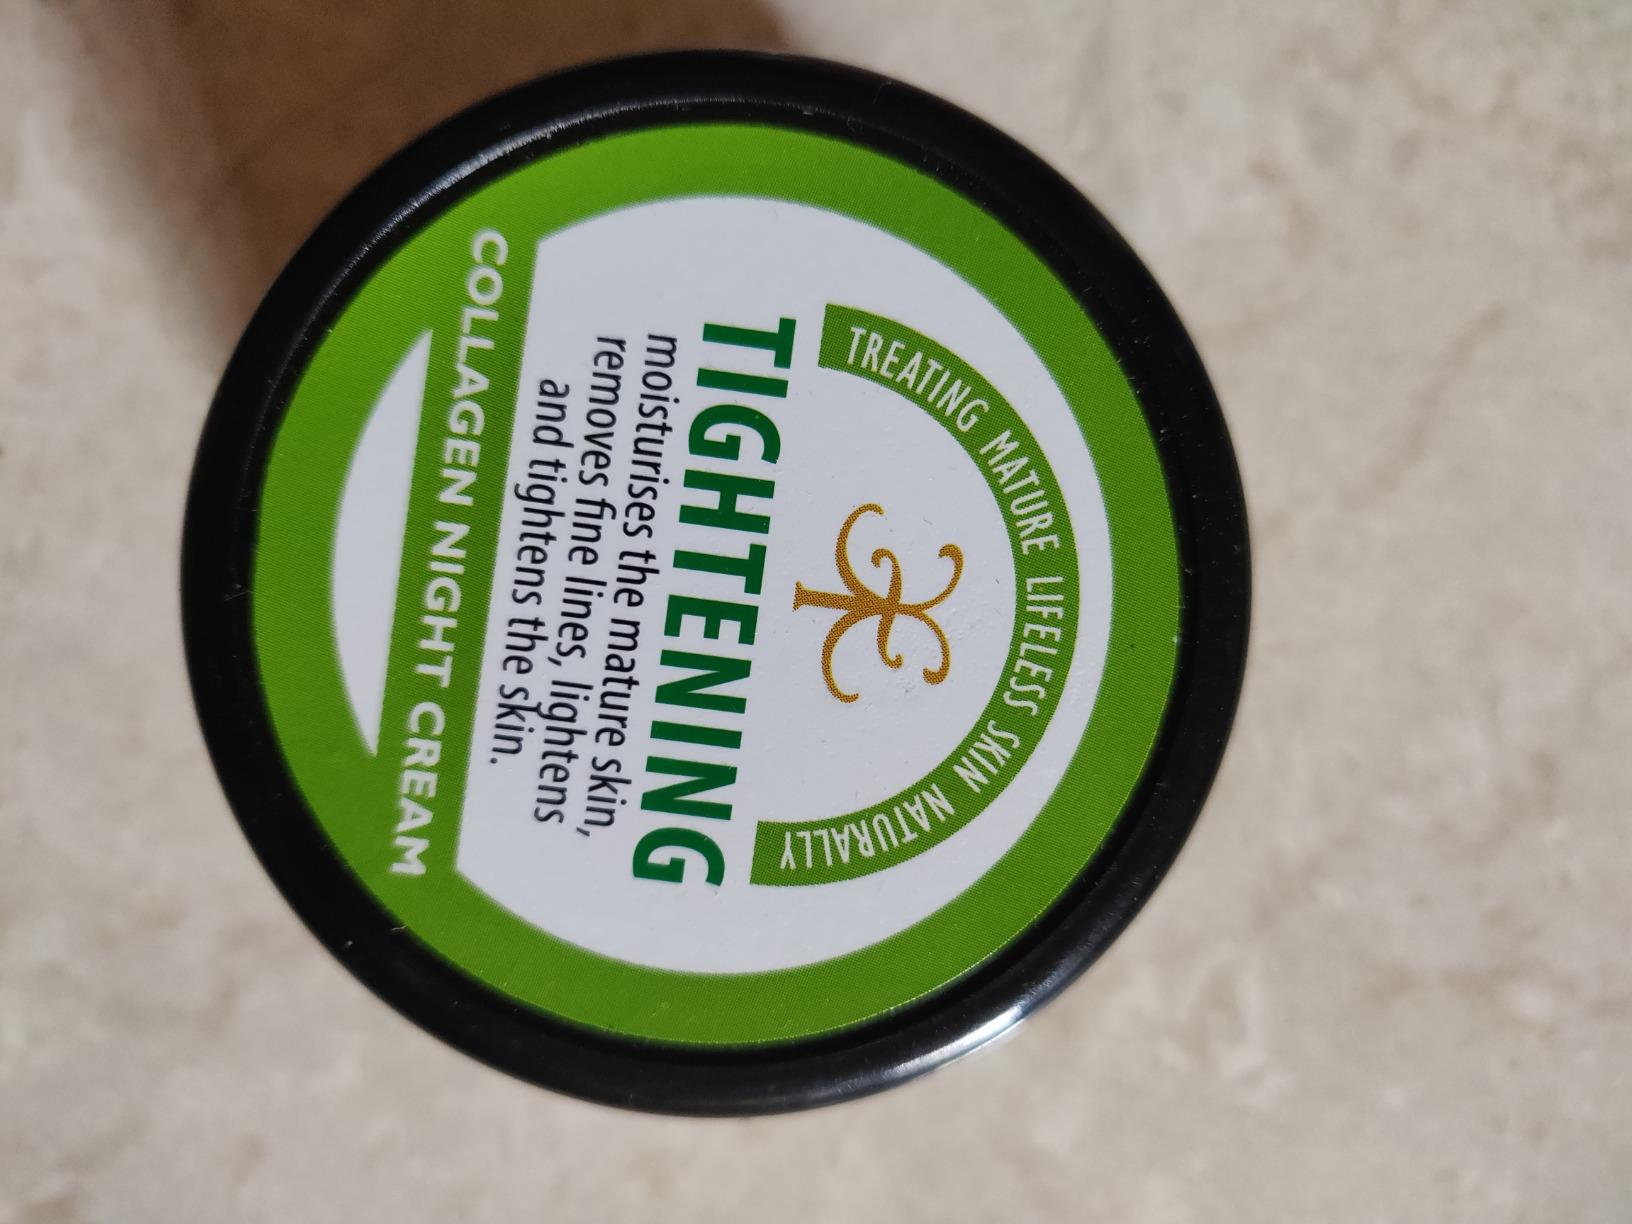 TREATING MATURE LIFELESS SKIN NATURALLY
TIGHTENING
moisturises the mature skin,
removes fine lines, lightens
and tightens the skin.
COLLAGEN NIGHT CREAM